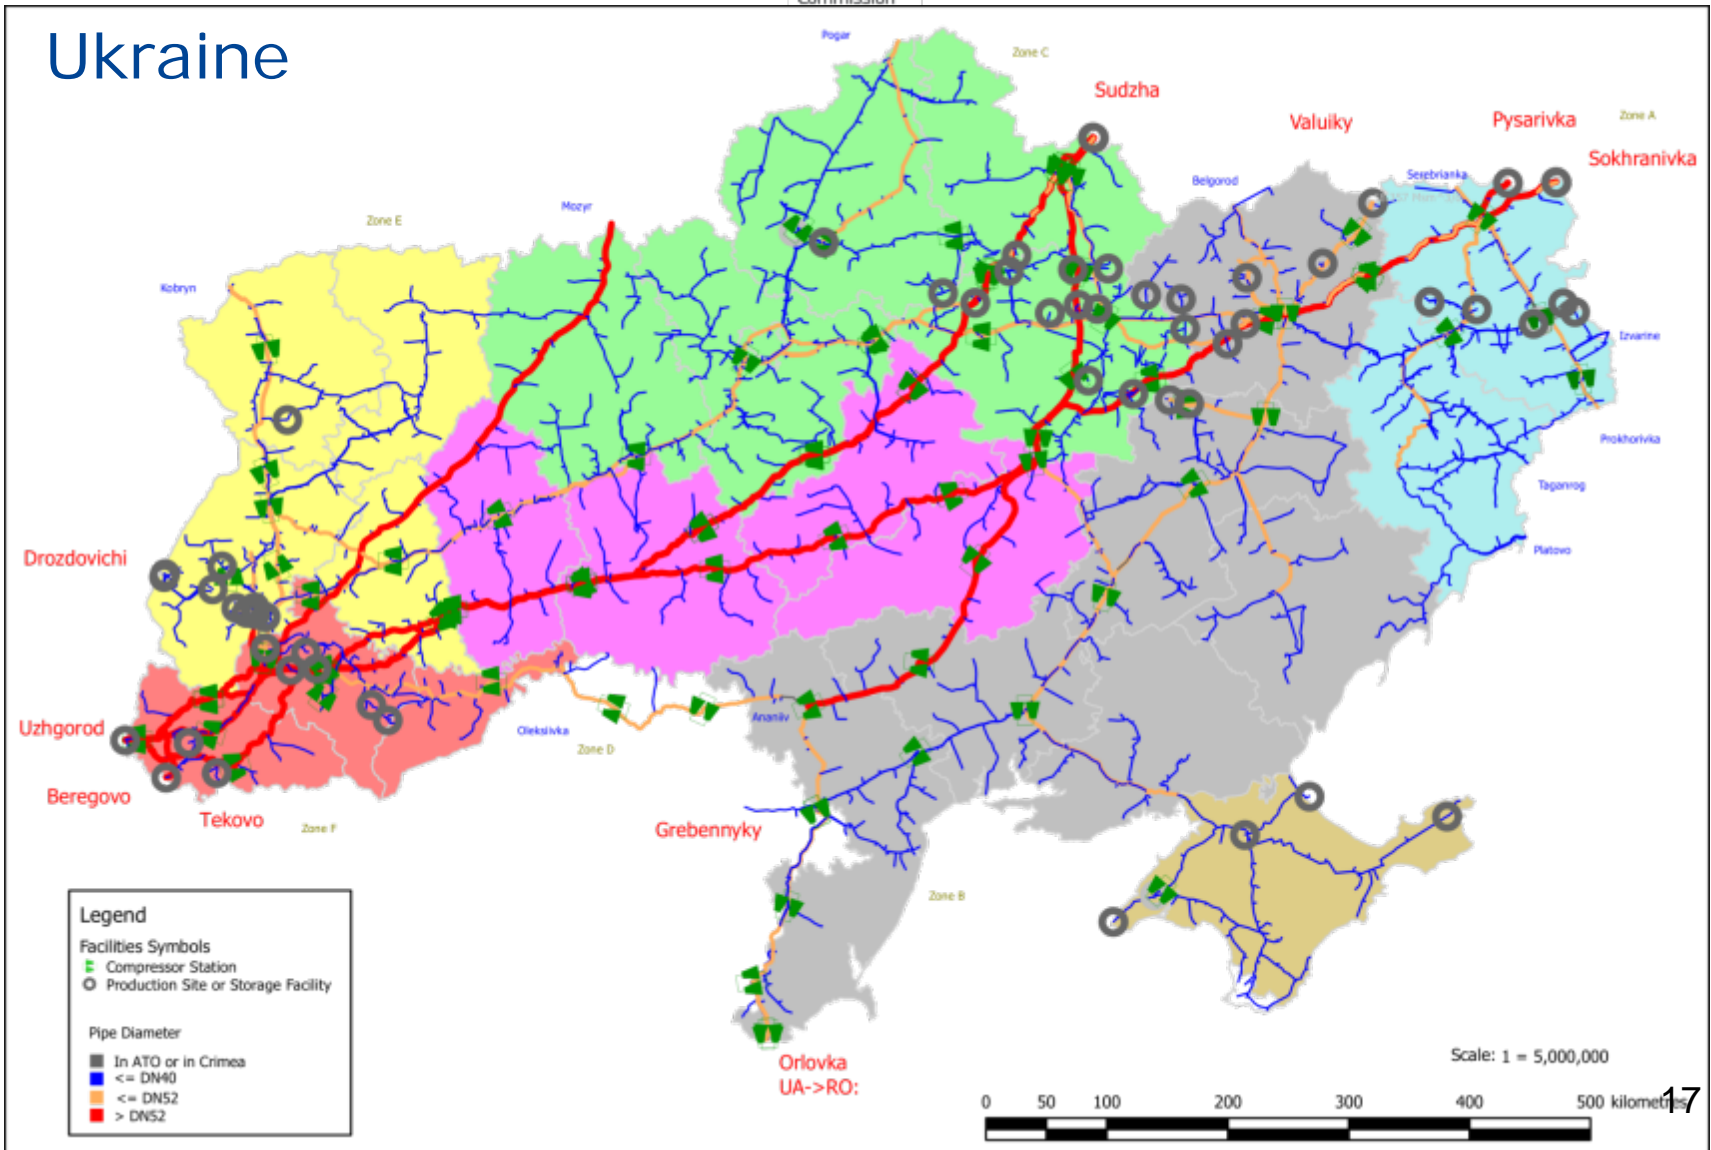 Commission
Ukraine
Pogar
Zone C
Sudzha
Valuiky
Pysarivka
Zone A
Sokhranivka
Belgorod
Serebrianka
Mozyr
Zone E
Kobryn
Izvarine
Prokhorivka
Taganrog
Platovo
Drozdovichi
Uzhgorod
Beregovo
Tekovo
Zone F
Oleksiivka
Zone D
Ananiiv
Grebennyky
Zone B
Orlovka
UA->RO:
Legend
Facilities Symbols
Compressor Station
Production Site or Storage Facility
Pipe Diameter
In ATO or in Crimea
<= DN40
<= DN52
> DN52
Scale: 1 = 5,000,000
0 50 100 200 300 400 500 kilometres
17